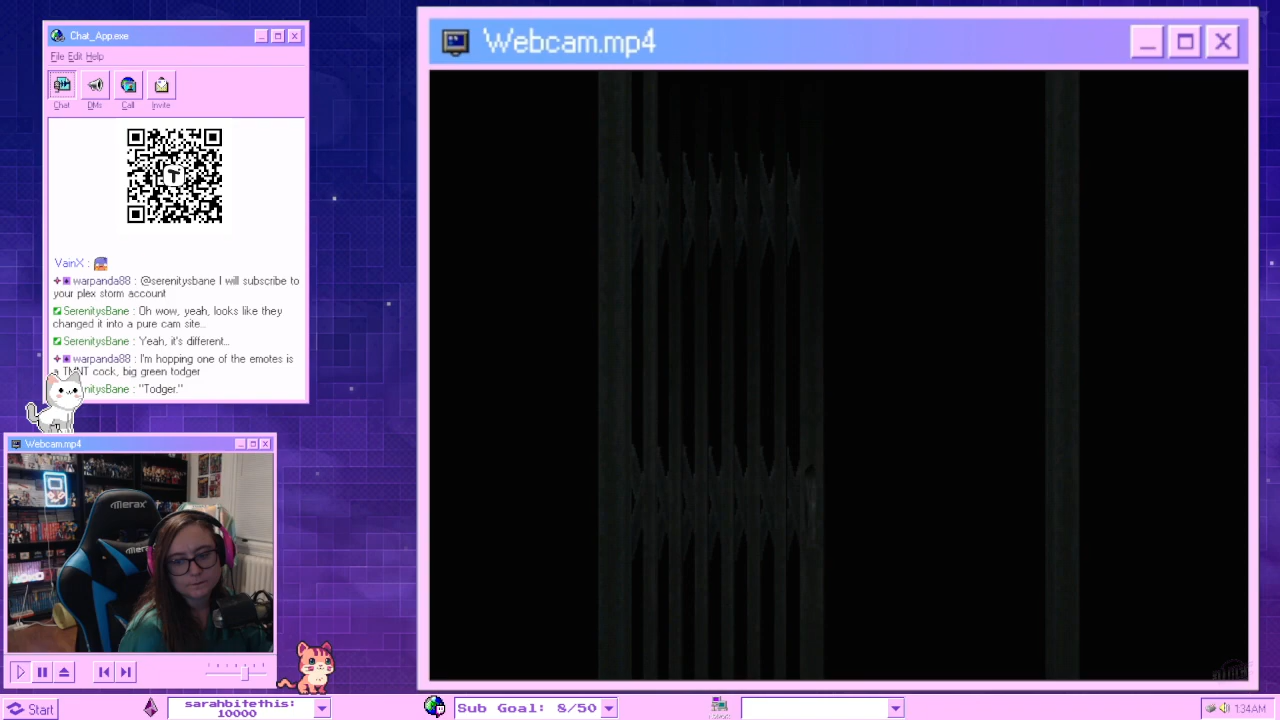 Chat_App.exe
File Edit Help
Chat DMs Call Invite
T
VainX :
warpanda88 : @serenitysbane I will subscribe to
your plex storm account
SerenitysBane : Oh wow, yeah, looks like they
changed it into a pure cam site...
SerenitysBane : Yeah, it's different...
warpanda88 : I'm hopping one of the emotes is
a TMNT cock, big green todger
nitysBane : "Todger."
Webcam.mp4
Webcam.mp4
MERAX
Start
sarahbitethis:
10000
Sub Goal: 8/50
1:34AM